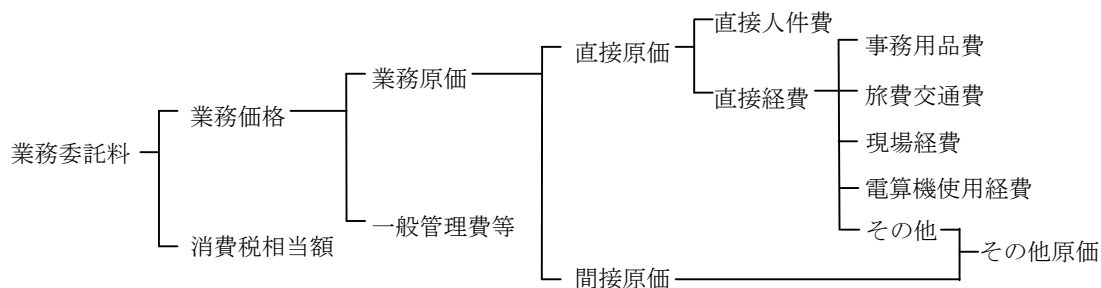 業務委託料
業務価格
消費税相当額
業務原価
一般管理費等
直接原価
間接原価
直接人件費
直接経費
事務用品費
旅費交通費
現場経費
電算機使用経費
その他
その他原価